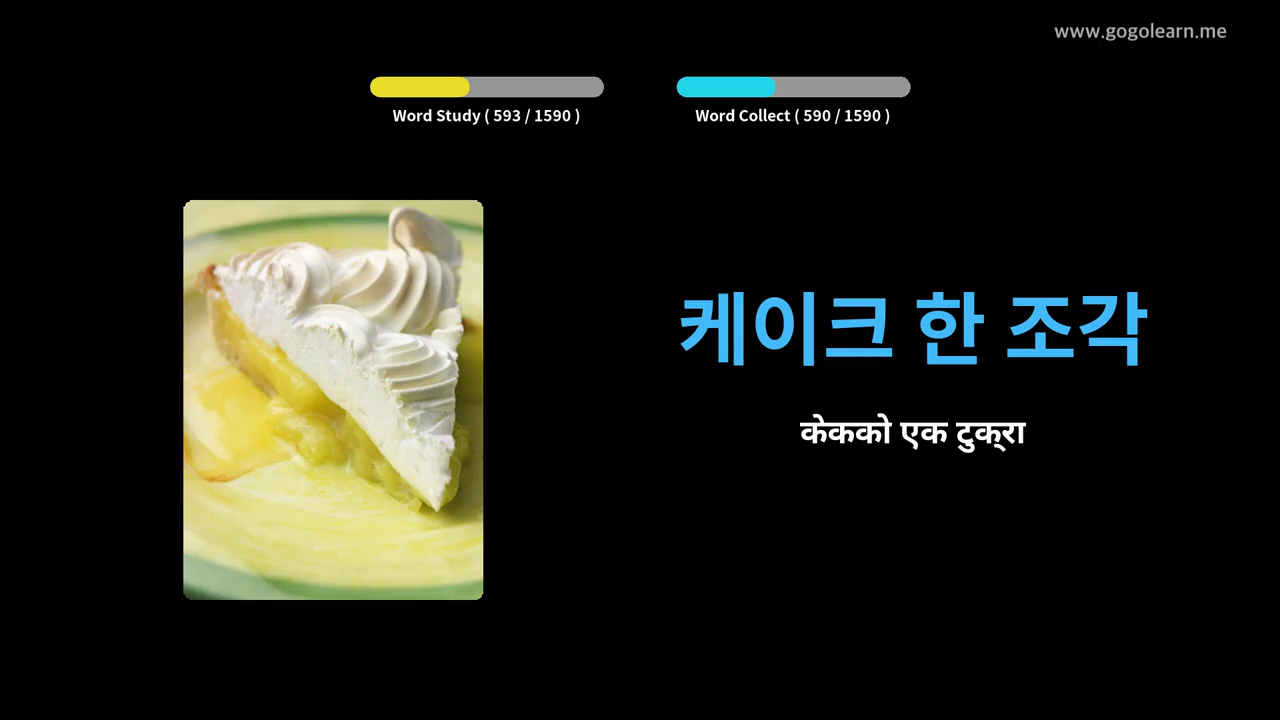 www.gogolearn.me
Word Study ( 593 / 1590 )
Word Collect ( 590 / 1590 )
케이크 한 조각
केकको एक टुक्रा